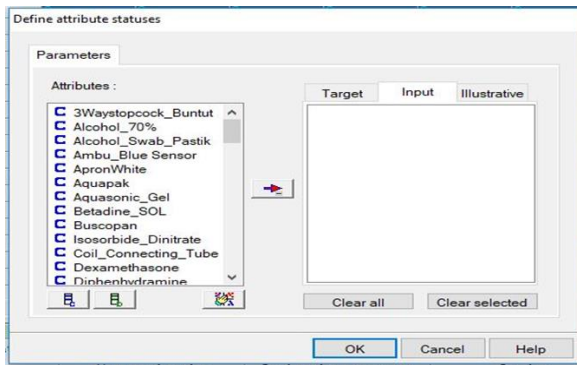 Define attribute statuses
Parameters
Attributes :
3Waystopcock_Buntut
Alcohol_70%
Alcohol_Swab_Pastik
Ambu_Blue Sensor
ApronWhite
Aquapak
Aquasonic_Gel
Betadine_SOL
Buscopan
Isosorbide_Dinitrate
Coil_Connecting_Tube
Dexamethasone
Diphenhydramine
Target Input Illustrative
Clear all Clear selected
OK Cancel Help